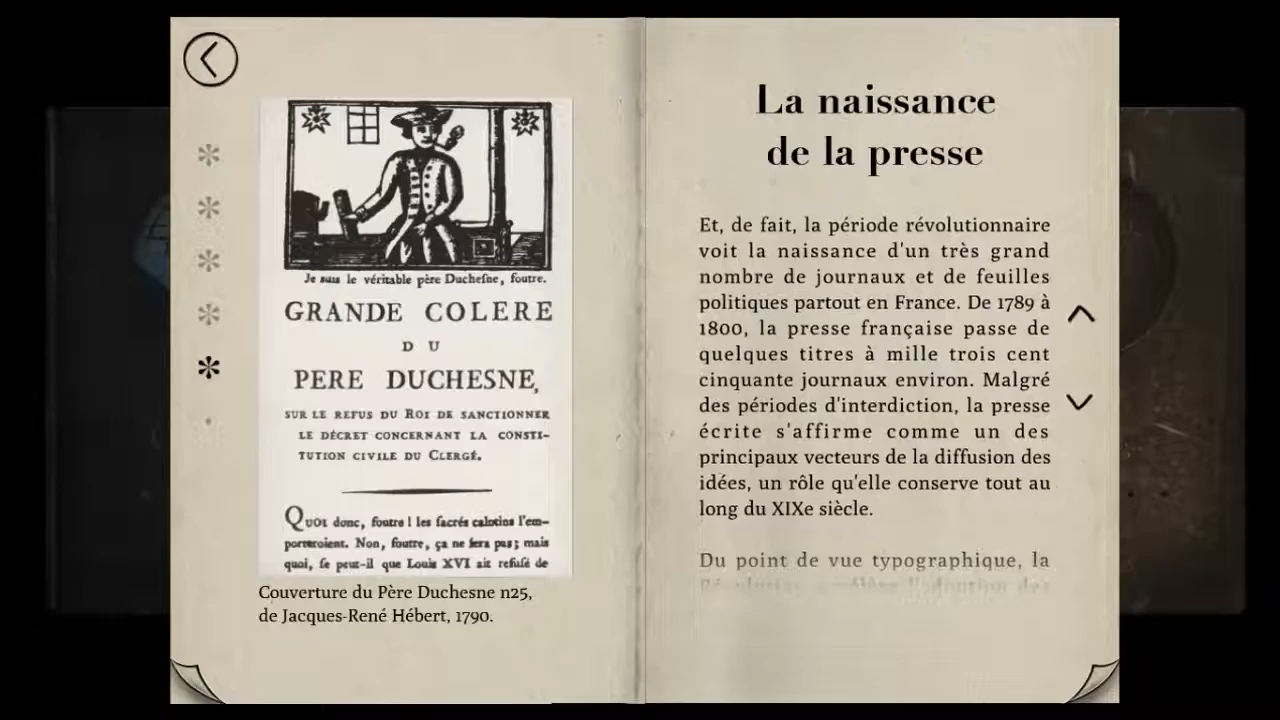 Je suis le véritable père Ducheſne, foutre.
GRANDE COLERE
DU
PERE DUCHESNE,
SUR LE REFUS DU ROI DE SANCTIONNER
LE DÉCRET CONCERNANT LA CONSTI-
TUTION CIVILE DU CLERGÉ.
QUOI donc, foutre ! les ſacrés calotins l'em-
porteroient. Non, foutre, ça ne ſera pas ; mais
quoi, ſe peut-il que Louis XVI ait refuſé de
Couverture du Père Duchesne n25,
de Jacques-René Hébert, 1790.
La naissance
de la presse
Et, de fait, la période révolutionnaire
voit la naissance d'un très grand
nombre de journaux et de feuilles
politiques partout en France. De 1789 à
1800, la presse française passe de
quelques titres à mille trois cent
cinquante journaux environ. Malgré
des périodes d'interdiction, la presse
écrite s'affirme comme un des
principaux vecteurs de la diffusion des
idées, un rôle qu'elle conserve tout au
long du XIXe siècle.
Du point de vue typographique, la